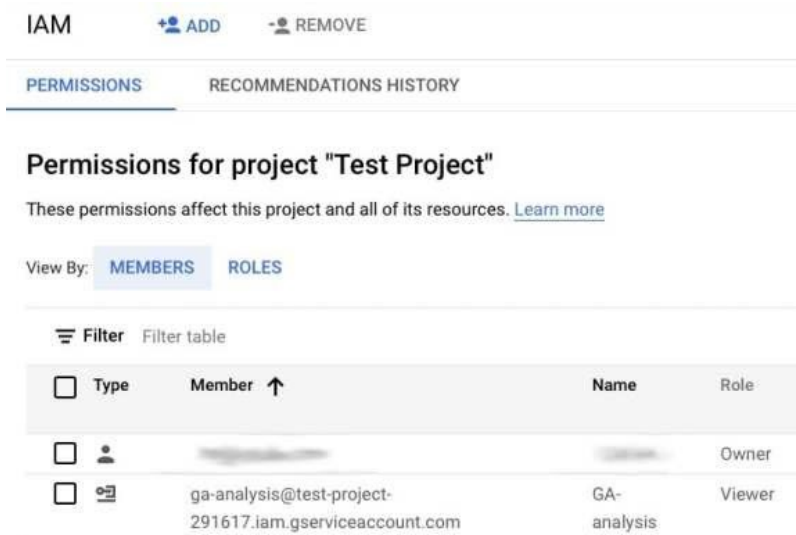 IAM ADD REMOVE
PERMISSIONS RECOMMENDATIONS HISTORY
Permissions for project "Test Project"
These permissions affect this project and all of its resources. Learn more
View By: MEMBERS ROLES
Filter Filter table
Type Member Name Role
Owner
ga-analysis@test-project- GA- Viewer
291617.iam.gserviceaccount.com analysis